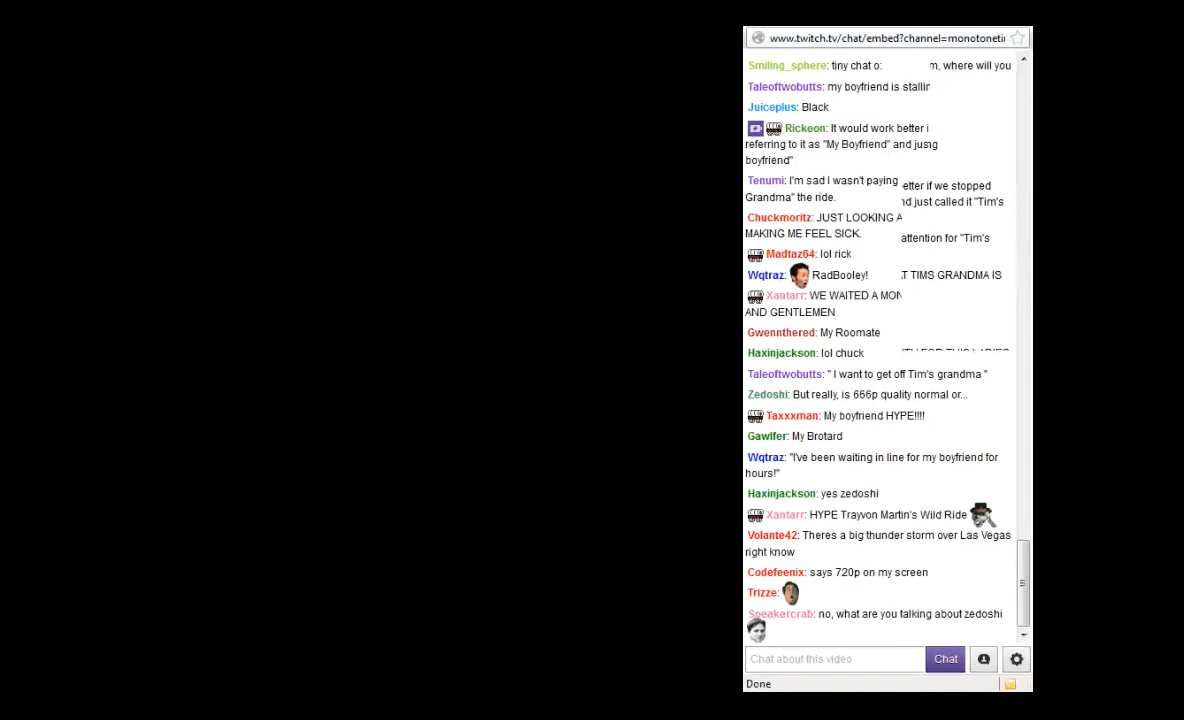 www.twitch.tv/chat/embed?channel=monotoneti
Smiling_sphere: tiny chat o: m, where will you
Taleoftwobutts: my boyfriend is stallin
Juiceplus: Black
Rickeon: It would work better i
referring to it as "My Boyfriend" and jusng
boyfriend"
Tenumi: I'm sad I wasn't paying
etter if we stopped
Grandma" the ride.
nd just called it "Tim's
Chuckmoritz: JUST LOOKING A
MAKING ME FEEL SICK.
attention for "Tim's
Madtaz64: lol rick
Wqtraz: RadBooley! .T TIMS GRANDMA IS
Xantarr: WE WAITED A MON
AND GENTLEMEN
Gwennthered: My Roomate
Haxinjackson: lol chuck
Taleoftwobutts: " I want to get off Tim's grandma "
Zedoshi: But really, is 666p quality normal or...
Taxxxman: My boyfriend HYPE!!!!
Gawlfer: My Brotard
Wqtraz: "I've been waiting in line for my boyfriend for
hours!"
Haxinjackson: yes zedoshi
Xantarr: HYPE Trayvon Martin's Wild Ride
Volante42: Theres a big thunder storm over Las Vegas
right know
Codefeenix: says 720p on my screen
Trizze:
Speakercrab: no, what are you talking about zedoshi
Chat about this video
Chat
Done